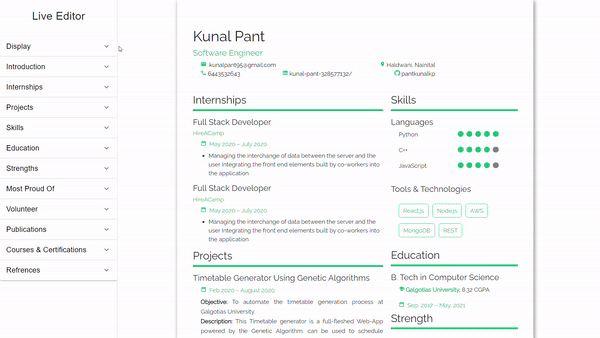 Live Editor
Display
Introduction
Internships
Projects
Skills
Education
Strengths
Most Proud Of
Volunteer
Publications
Courses & Certifications
Refrences
Kunal Pant
Software Engineer
kunalpant95@gmail.com
Haldwani, Nainital
6443532643
kunal-pant-328577132/
pantkunalkp
Internships
Full Stack Developer
HireACamp
May 2020 - July 2020
Managing the interchange of data between the server and the
user integrating the front end elements built by co-workers into
the application
Full Stack Developer
HireACamp
May 2020 - July 2020
Managing the interchange of data between the server and the
user integrating the front end elements built by co-workers into
the application
Projects
Timetable Generator Using Genetic Algorithms
Feb 2020 - August 2020
Objective: To automate the timetable generation process at
Galgotias University.
Description: This Timetable generator is a full-fleshed Web-App
powered by the Genetic Algorithm. can be used to schedule
Skills
Languages
Python
C++
JavaScript
Tools & Technologies
React.js
Node.js
AWS
MongoDB
REST
Education
B. Tech in Computer Science
Galgotias University, 8.32 CGPA
Sep. 2017 - May. 2021
Strength